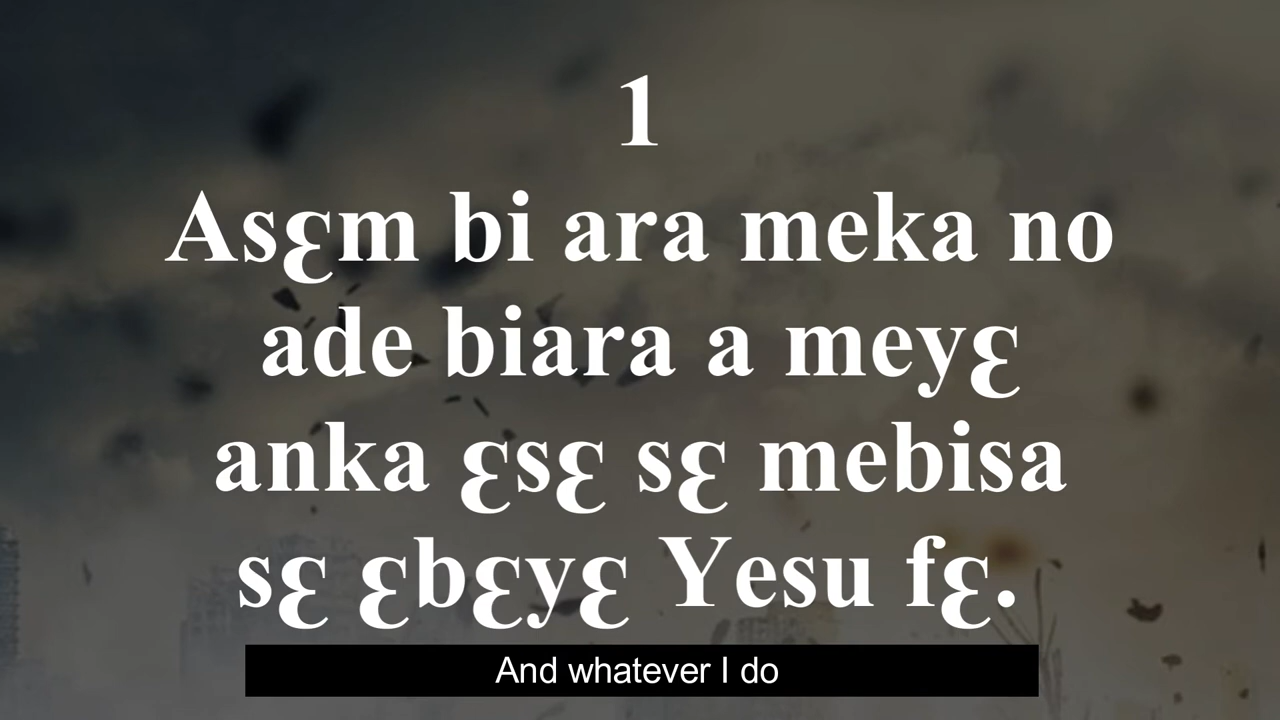 1
Asɛm bi ara meka no
ade biara a meyɛ
anka ɛsɛ sɛ mebisa
sɛ ɛbɛyɛ Yesu fɛ.
And whatever I do